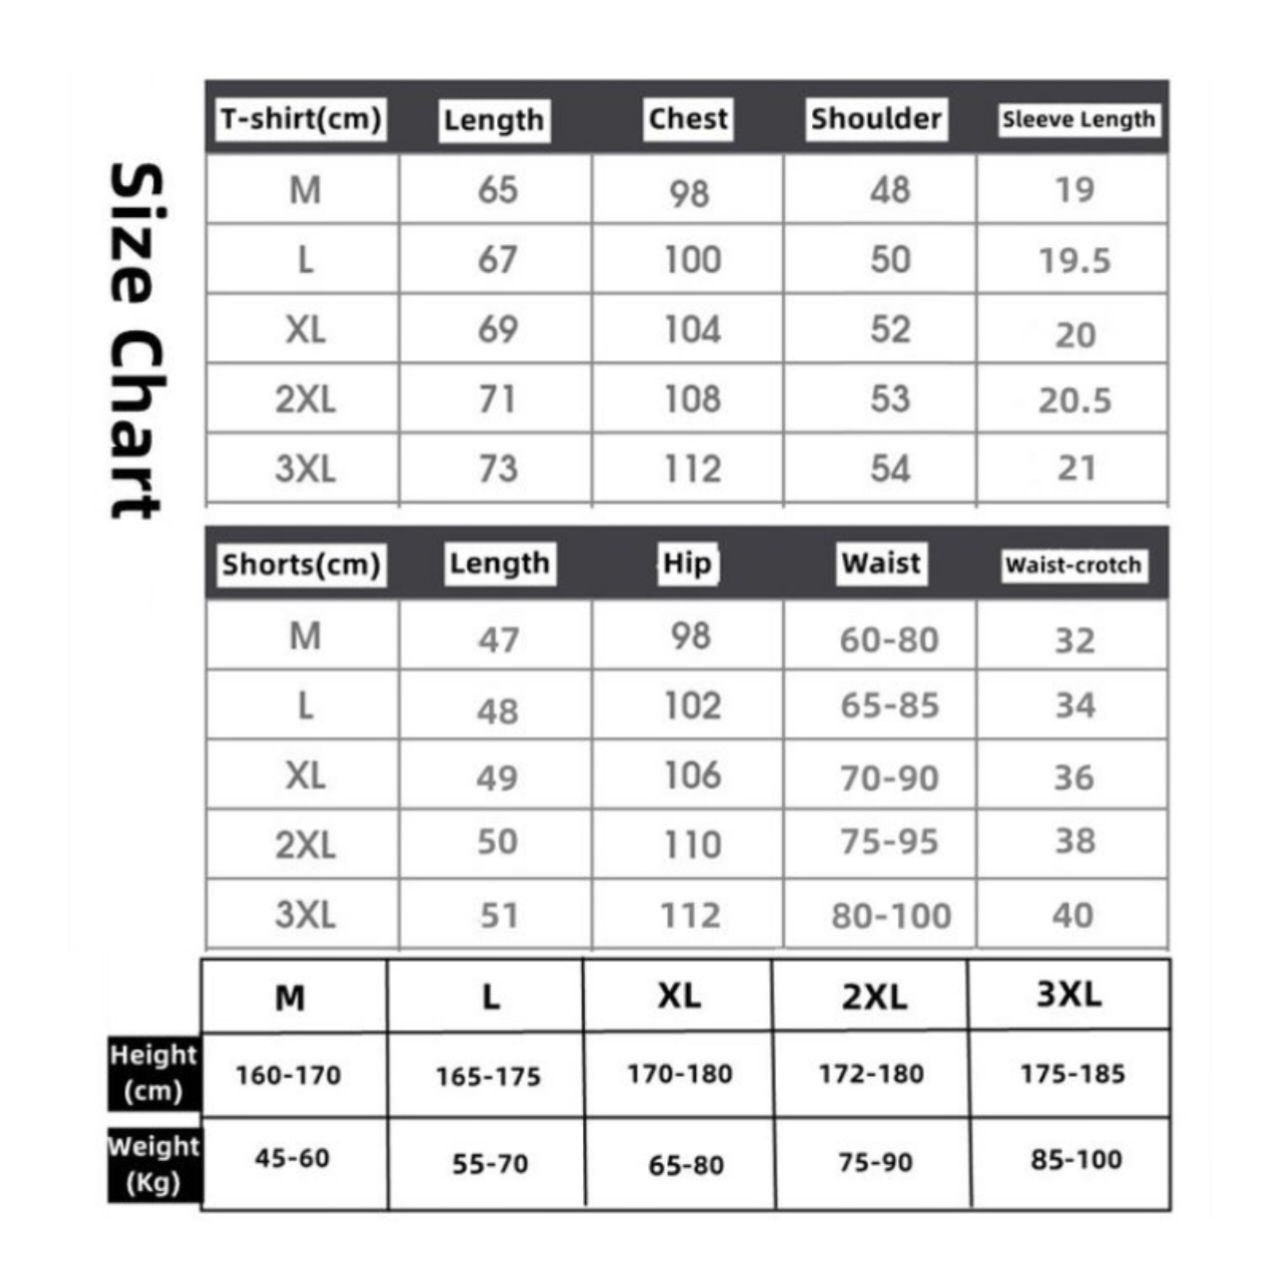 Size Chart
T-shirt(cm) Length Chest Shoulder Sleeve Length
M 65 98 48 19
L 67 100 50 19.5
XL 69 104 52 20
2XL 71 108 53 20.5
3XL 73 112 54 21
Shorts(cm) Length Hip Waist Waist-crotch
M 47 98 60-80 32
L 48 102 65-85 34
XL 49 106 70-90 36
2XL 50 110 75-95 38
3XL 51 112 80-100 40
M L XL 2XL 3XL
Height (cm) 160-170 165-175 170-180 172-180 175-185
Weight (Kg) 45-60 55-70 65-80 75-90 85-100